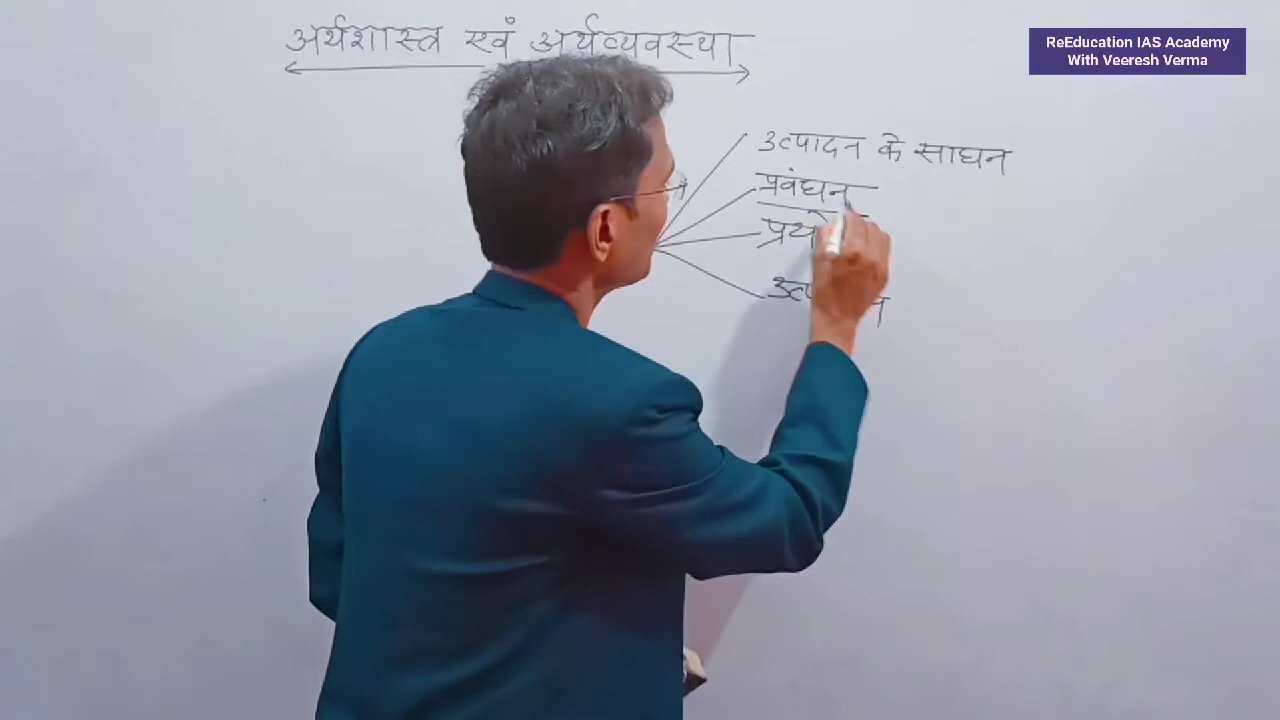 अर्थशास्त्र एवं अर्थव्यवस्था
ReEducation IAS Academy
With Veeresh Verma
उत्पादन के साधन
प्रबंधन